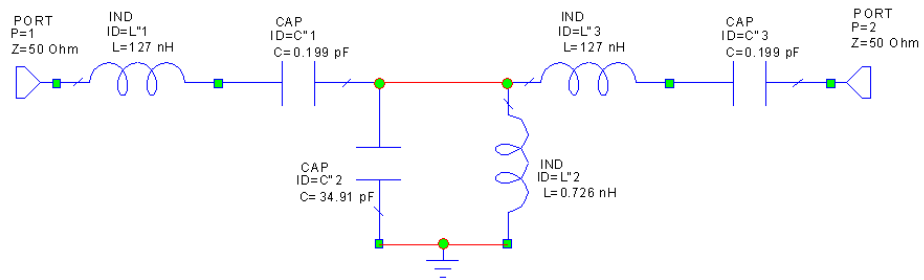 PORT
P=1
Z=50 Ohm
IND
ID=L"1
L=127 nH
CAP
ID=C"1
C=0.199 pF
IND
ID=L"3
L=127 nH
CAP
ID=C"3
C=0.199 pF
PORT
P=2
Z=50 Ohm
CAP
ID=C"2
C= 34.91 pF
IND
ID=L"2
L=0.726 nH